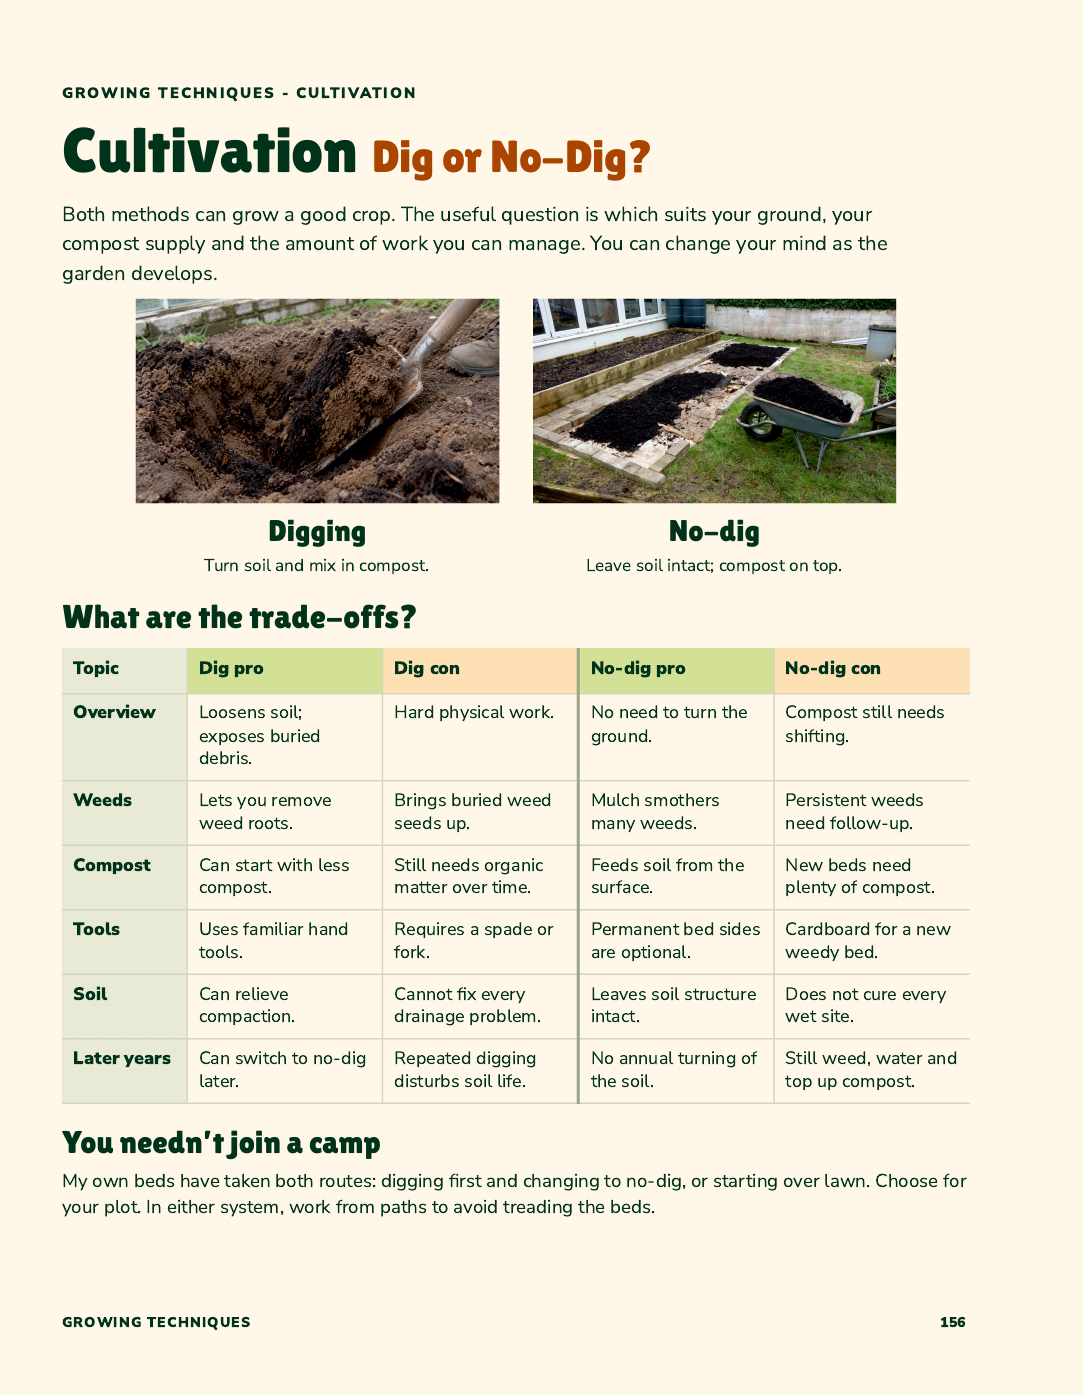 GROWING TECHNIQUES - CULTIVATION
Cultivation Dig or No-Dig?
Both methods can grow a good crop. The useful question is which suits your ground, your
compost supply and the amount of work you can manage. You can change your mind as the
garden develops.
Digging
Turn soil and mix in compost.
No-dig
Leave soil intact; compost on top.
What are the trade-offs?
Topic
Dig pro
Dig con
No-dig pro
No-dig con
Overview
Loosens soil;
exposes buried
debris.
Hard physical work.
No need to turn the
ground.
Compost still needs
shifting.
Weeds
Lets you remove
weed roots.
Brings buried weed
seeds up.
Mulch smothers
many weeds.
Persistent weeds
need follow-up.
Compost
Can start with less
compost.
Still needs organic
matter over time.
Feeds soil from the
surface.
New beds need
plenty of compost.
Tools
Uses familiar hand
tools.
Requires a spade or
fork.
Permanent bed sides
are optional.
Cardboard for a new
weedy bed.
Soil
Can relieve
compaction.
Cannot fix every
drainage problem.
Leaves soil structure
intact.
Does not cure every
wet site.
Later years
Can switch to no-dig
later.
Repeated digging
disturbs soil life.
No annual turning of
the soil.
Still weed, water and
top up compost.
You needn't join a camp
My own beds have taken both routes: digging first and changing to no-dig, or starting over lawn. Choose for
your plot. In either system, work from paths to avoid treading the beds.
GROWING TECHNIQUES
156